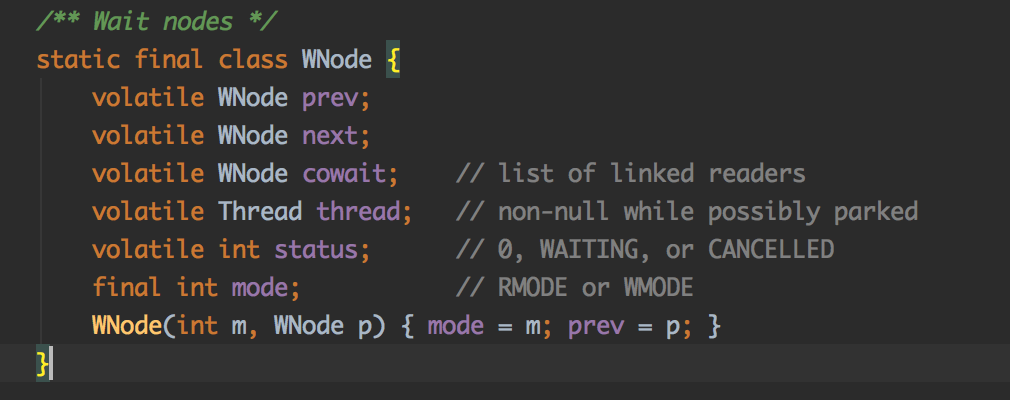 /** Wait nodes */
static final class WNode {
    volatile WNode prev;
    volatile WNode next;
    volatile WNode cowait;    // list of linked readers
    volatile Thread thread;   // non-null while possibly parked
    volatile int status;      // 0, WAITING, or CANCELLED
    final int mode;           // RMODE or WMODE
    WNode(int m, WNode p) { mode = m; prev = p; }
}